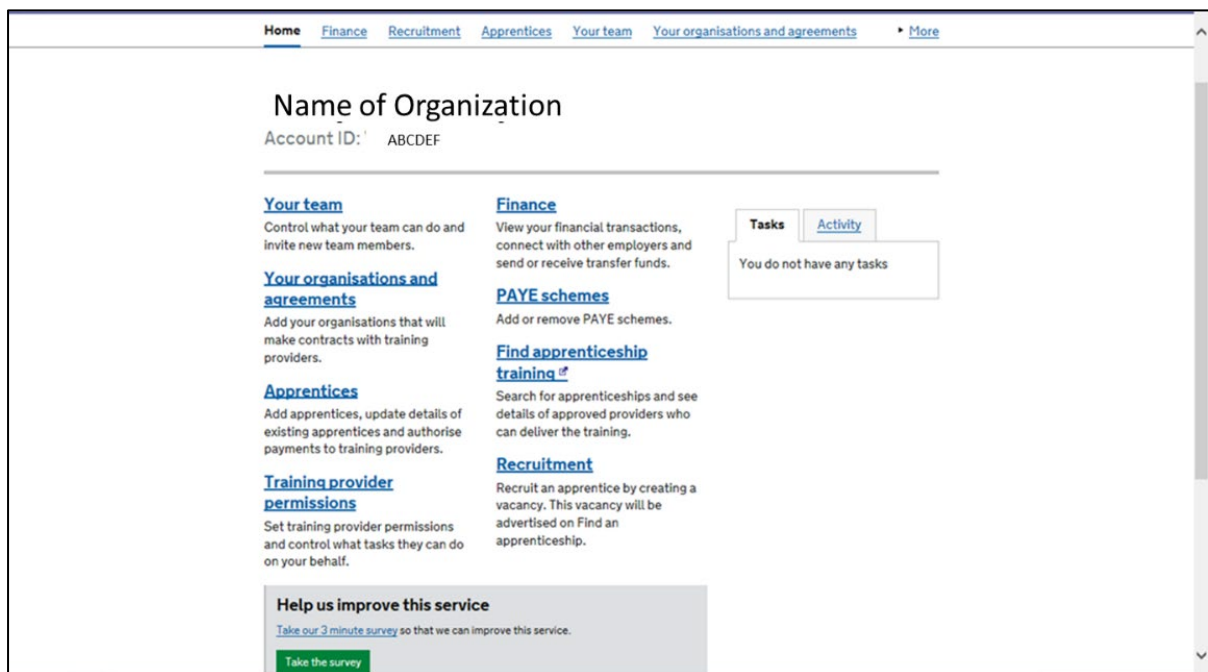 Home Finance Recruitment Apprentices Your team Your organisations and agreements More
Name of Organization
Account ID: ABCDEF
Your team
Control what your team can do and
invite new team members.
Your organisations and
agreements
Add your organisations that will
make contracts with training
providers.
Apprentices
Add apprentices, update details of
existing apprentices and authorise
payments to training providers.
Training provider
permissions
Set training provider permissions
and control what tasks they can do
on your behalf.
Finance
View your financial transactions,
connect with other employers and
send or receive transfer funds.
PAYE schemes
Add or remove PAYE schemes.
Find apprenticeship
training
Search for apprenticeships and see
details of approved providers who
can deliver the training.
Recruitment
Recruit an apprentice by creating a
vacancy. This vacancy will be
advertised on Find an
apprenticeship.
Tasks Activity
You do not have any tasks
Help us improve this service
Take our 3 minute survey so that we can improve this service.
Take the survey